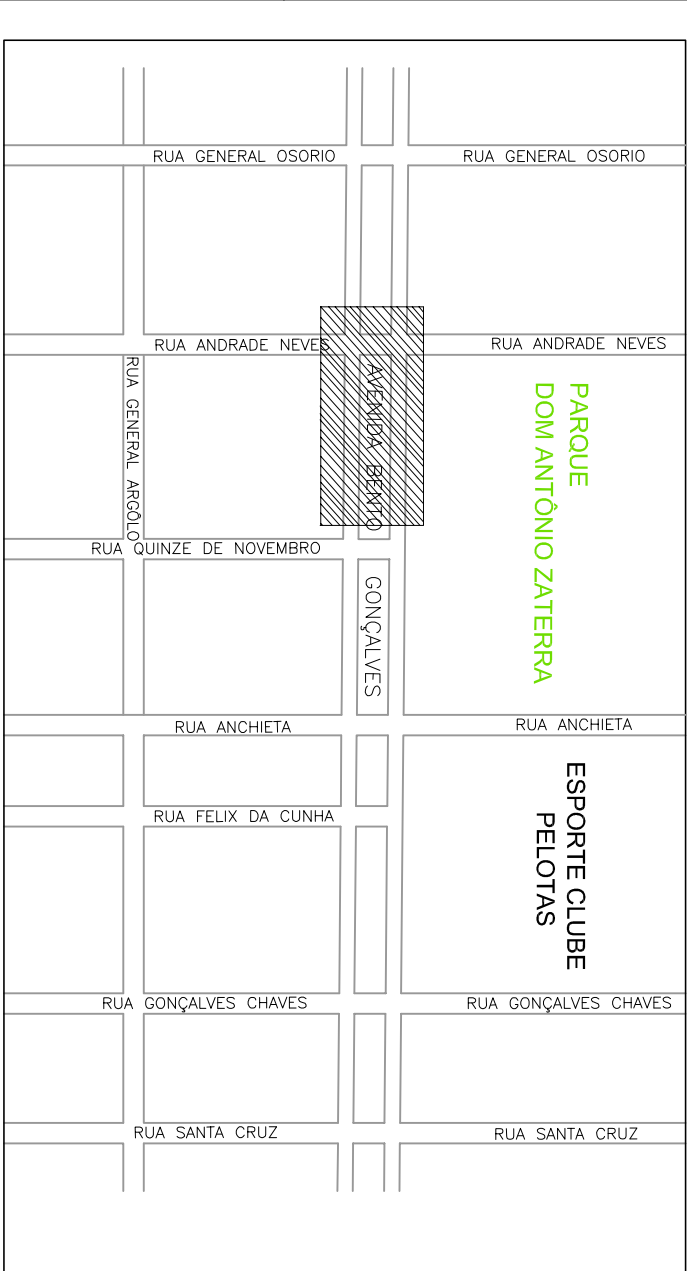 RUA GENERAL OSORIO
RUA GENERAL OSORIO
RUA ANDRADE NEVES
RUA ANDRADE NEVES
RUA GENERAL ARGÔLO
AVENIDA BENTO
GONÇALVES
PARQUE
DOM ANTÔNIO ZATERRA
RUA QUINZE DE NOVEMBRO
RUA ANCHIETA
RUA ANCHIETA
ESPORTE CLUBE
PELOTAS
RUA FELIX DA CUNHA
RUA GONÇALVES CHAVES
RUA GONÇALVES CHAVES
RUA SANTA CRUZ
RUA SANTA CRUZ